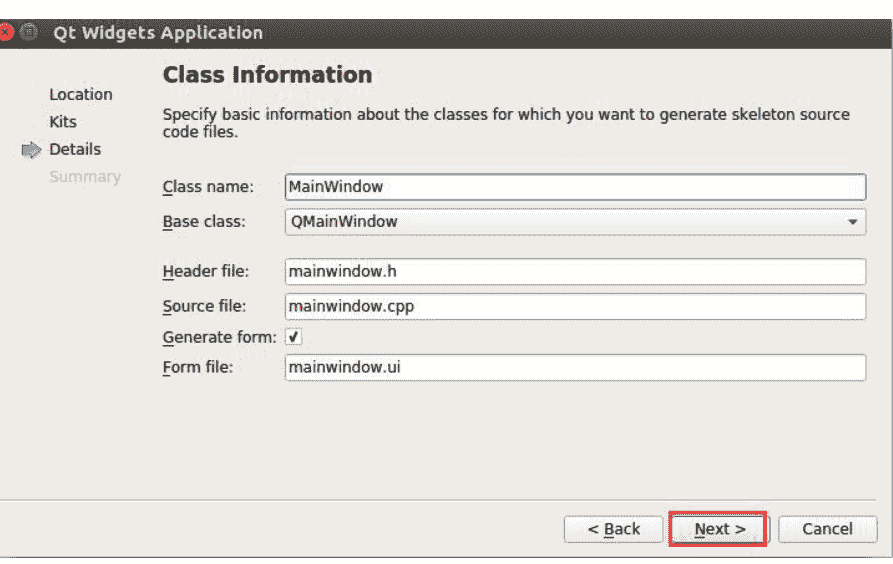 Qt Widgets Application
Location
Kits
Details
Summary
Class Information
Specify basic information about the classes for which you want to generate skeleton source
code files.
Class name: MainWindow
Base class: QMainWindow
Header file: mainwindow.h
Source file: mainwindow.cpp
Generate form:
Form file: mainwindow.ui
< Back Next > Cancel